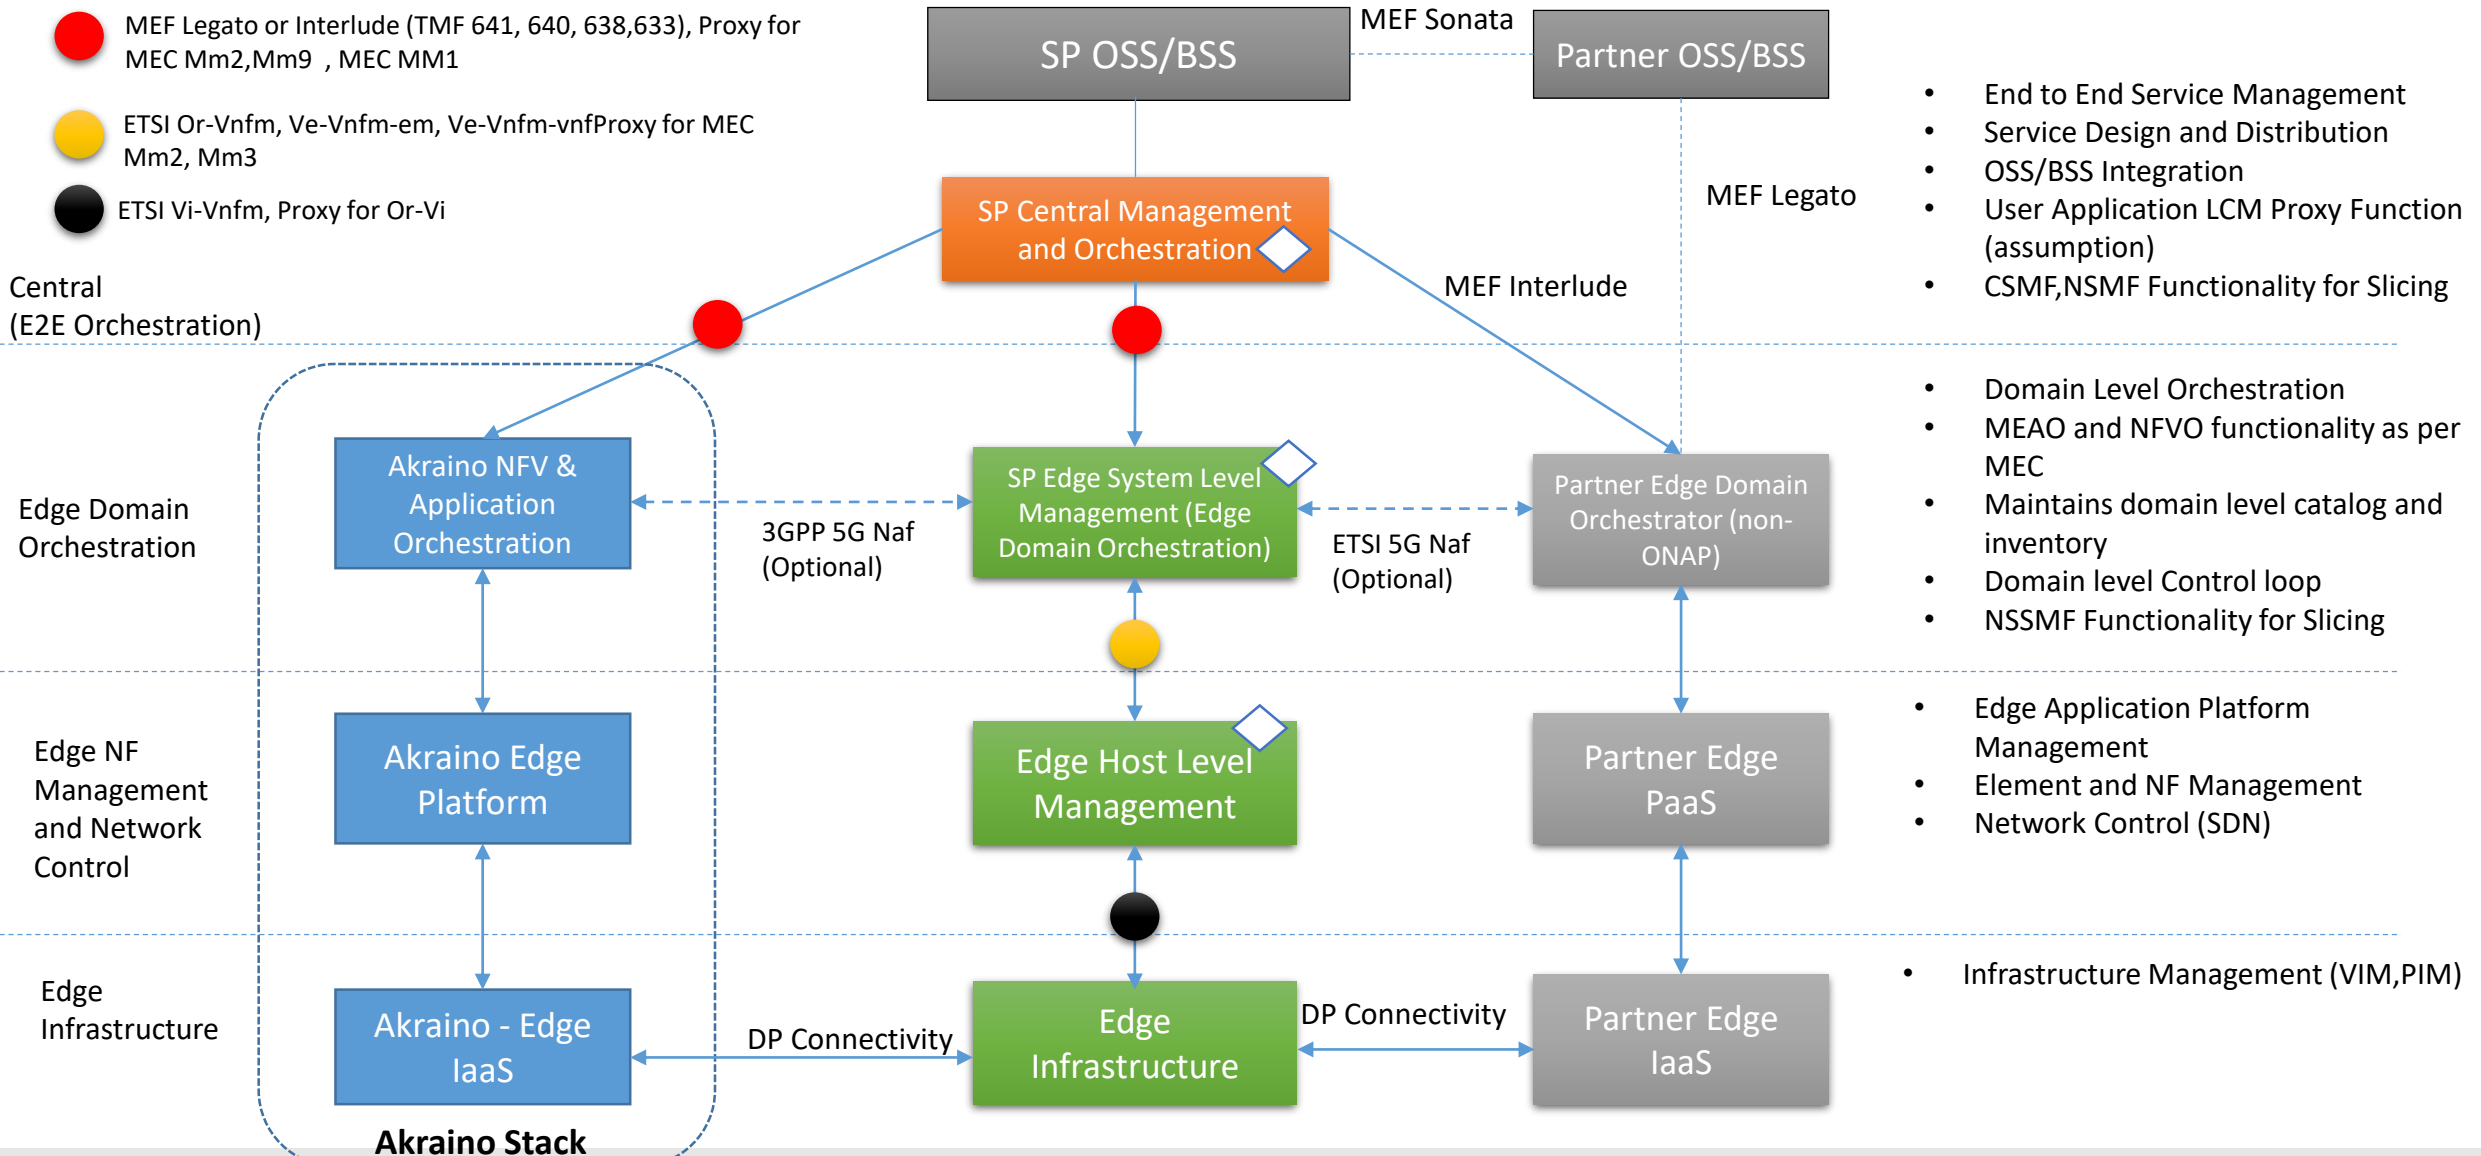 MEF Legato or Interlude (TMF 641, 640, 638,633), Proxy for
MEC Mm2,Mm9 , MEC MM1
ETSI Or-Vnfm, Ve-Vnfm-em, Ve-Vnfm-vnfProxy for MEC
Mm2, Mm3
ETSI Vi-Vnfm, Proxy for Or-Vi
SP OSS/BSS
MEF Sonata
Partner OSS/BSS
SP Central Management
and Orchestration
MEF Legato
MEF Interlude
Central
(E2E Orchestration)
• End to End Service Management
• Service Design and Distribution
• OSS/BSS Integration
• User Application LCM Proxy Function
(assumption)
• CSMF,NSMF Functionality for Slicing
Edge Domain
Orchestration
Akraino NFV &
Application
Orchestration
3GPP 5G Naf
(Optional)
SP Edge System Level
Management (Edge
Domain Orchestration)
ETSI 5G Naf
(Optional)
Partner Edge Domain
Orchestrator (non-
ONAP)
• Domain Level Orchestration
• MEAO and NFVO functionality as per
MEC
• Maintains domain level catalog and
inventory
• Domain level Control loop
• NSSMF Functionality for Slicing
Edge NF
Management
and Network
Control
Akraino Edge
Platform
Edge Host Level
Management
Partner Edge
PaaS
• Edge Application Platform
Management
• Element and NF Management
• Network Control (SDN)
Edge
Infrastructure
Akraino - Edge
IaaS
DP Connectivity
Edge
Infrastructure
DP Connectivity
Partner Edge
IaaS
• Infrastructure Management (VIM,PIM)
Akraino Stack